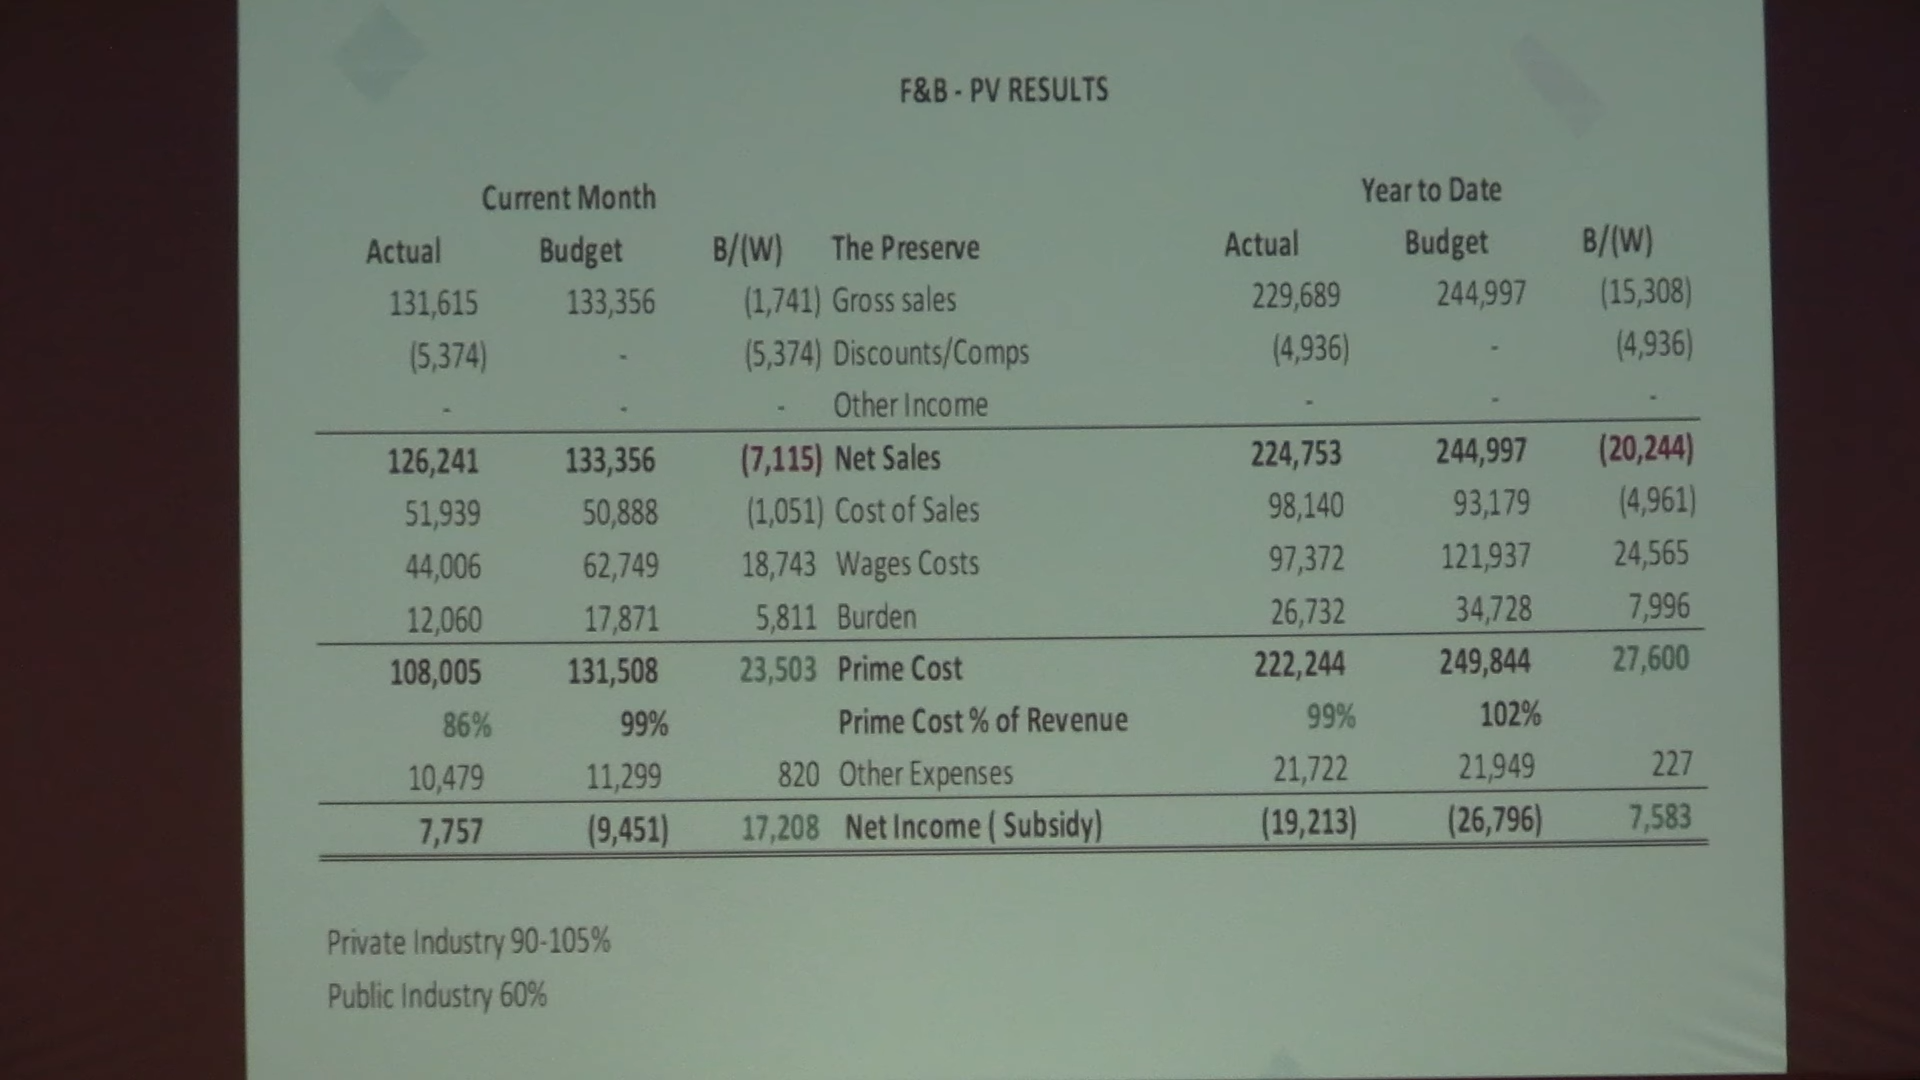 F&B - PV RESULTS
Current Month Year to Date
Actual Budget B/(W) The Preserve Actual Budget B/(W)
131,615 133,356 (1,741) Gross sales 229,689 244,997 (15,308)
(5,374) - (5,374) Discounts/Comps (4,936) - (4,936)
- - - Other Income - - -
126,241 133,356 (7,115) Net Sales 224,753 244,997 (20,244)
51,939 50,888 (1,051) Cost of Sales 98,140 93,179 (4,961)
44,006 62,749 18,743 Wages Costs 97,372 121,937 24,565
12,060 17,871 5,811 Burden 26,732 34,728 7,996
108,005 131,508 23,503 Prime Cost 222,244 249,844 27,600
86% 99% Prime Cost % of Revenue 99% 102%
10,479 11,299 820 Other Expenses 21,722 21,949 227
7,757 (9,451) 17,208 Net Income ( Subsidy) (19,213) (26,796) 7,583
Private Industry 90-105%
Public Industry 60%